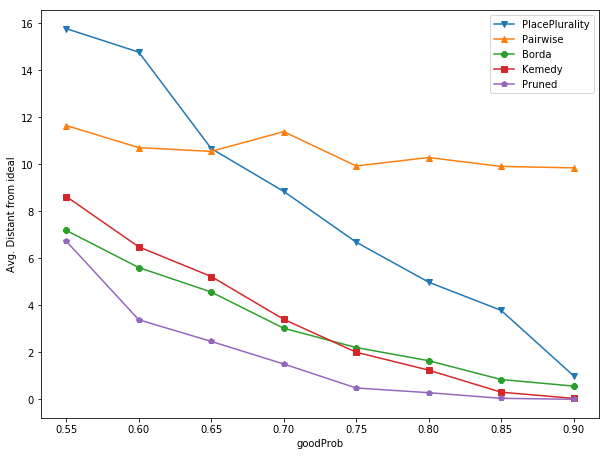 16
14
12
10
8
6
4
2
0
Avg. Distant from ideal
0.55 0.60 0.65 0.70 0.75 0.80 0.85 0.90
goodProb
PlacePlurality
Pairwise
Borda
Kemedy
Pruned